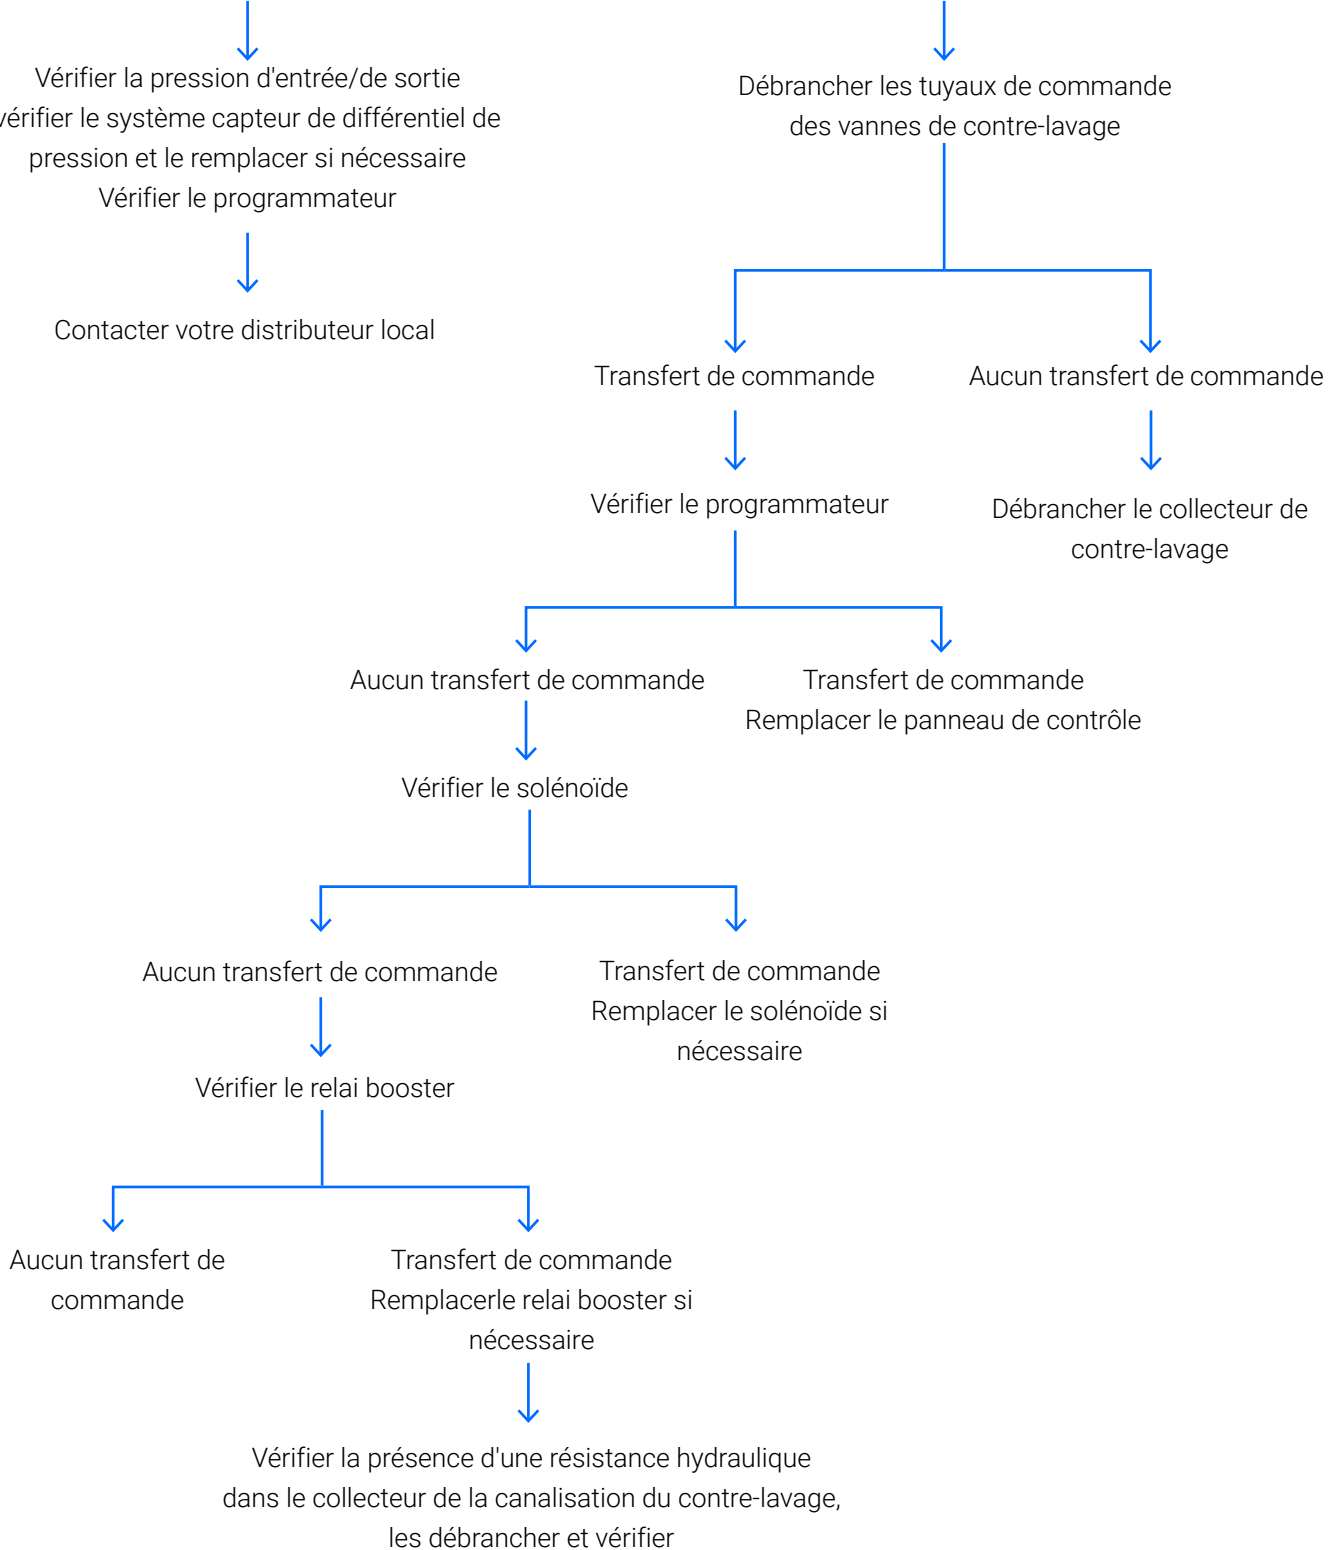 Vérifier la pression d'entrée/de sortie
vérifier le système capteur de différentiel de
pression et le remplacer si nécessaire
Vérifier le programmateur
Contacter votre distributeur local
Débrancher les tuyaux de commande
des vannes de contre-lavage
Transfert de commande
Aucun transfert de commande
Vérifier le programmateur
Débrancher le collecteur de
contre-lavage
Aucun transfert de commande
Transfert de commande
Remplacer le panneau de contrôle
Vérifier le solénoïde
Aucun transfert de commande
Transfert de commande
Remplacer le solénoïde si
nécessaire
Vérifier le relai booster
Aucun transfert de
commande
Transfert de commande
Remplacerle relai booster si
nécessaire
Vérifier la présence d'une résistance hydraulique
dans le collecteur de la canalisation du contre-lavage,
les débrancher et vérifier